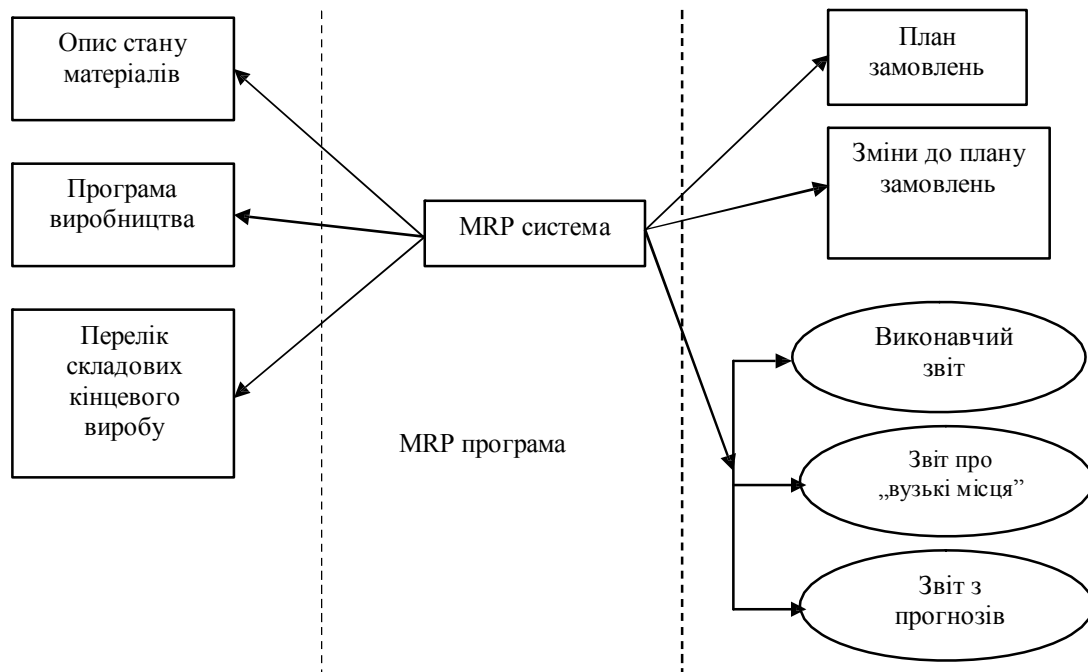 Опис стану
матеріалів
Програма
виробництва
Перелік
складових
кінцевого
виробу
MRP система
MRP програма
План
замовлень
Зміни до плану
замовлень
Виконавчий
звіт
Звіт про
„вузькі місця”
Звіт з
прогнозів